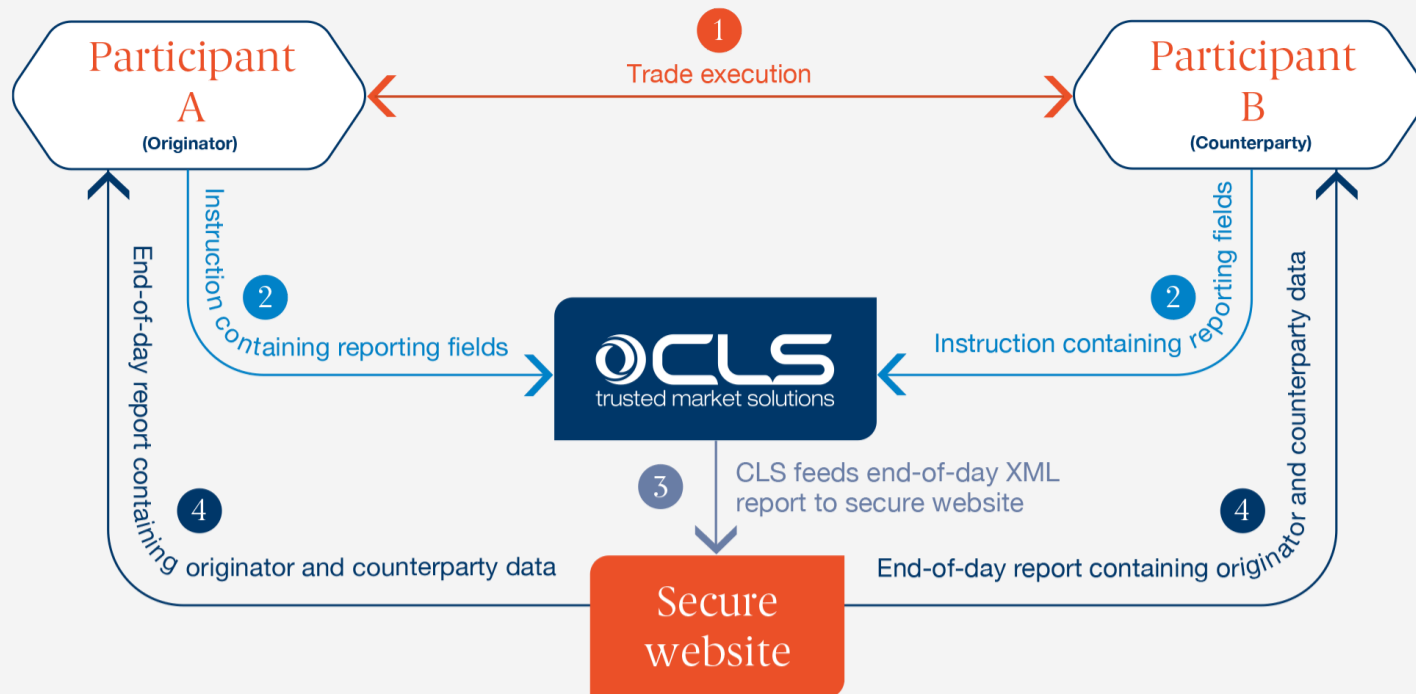 1
Trade execution
Participant
A
(Originator)
Participant
B
(Counterparty)
2
Instruction containing reporting fields
2
Instruction containing reporting fields
CLS
trusted market solutions
3
CLS feeds end-of-day XML
report to secure website
4
End-of-day report containing originator and counterparty data
4
End-of-day report containing originator and counterparty data
Secure
website